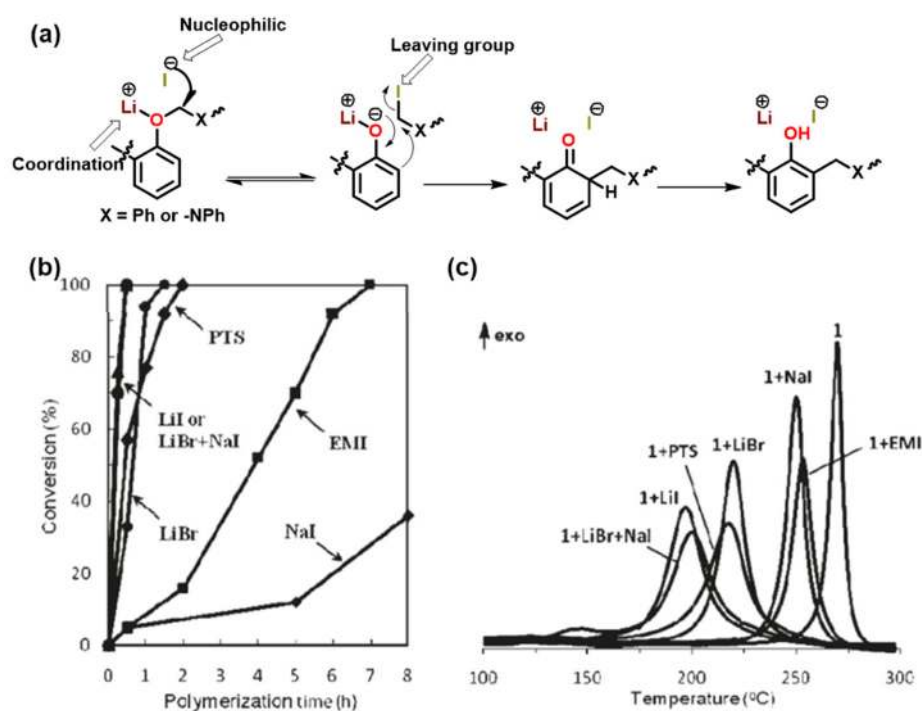 (a)
Nucleophilic
Leaving group
⊖
I
⊕
Li
O
X
Coordination
X = Ph or -NPh
⊕
Li
⊖
O
I
X
⊕
Li
⊖
I
O
X
H
⊕
Li
⊖
I
OH
X
(b)
100
80
60
40
20
0
Conversion (%)
PTS
LiI or
LiBr+NaI
EMI
LiBr
NaI
0 1 2 3 4 5 6 7 8
Polymerization time (h)
(c)
exo
1
1+NaI
1+EMI
1+PTS
1+LiBr
1+LiI
1+LiBr+NaI
100 150 200 250 300
Temperature (ºC)